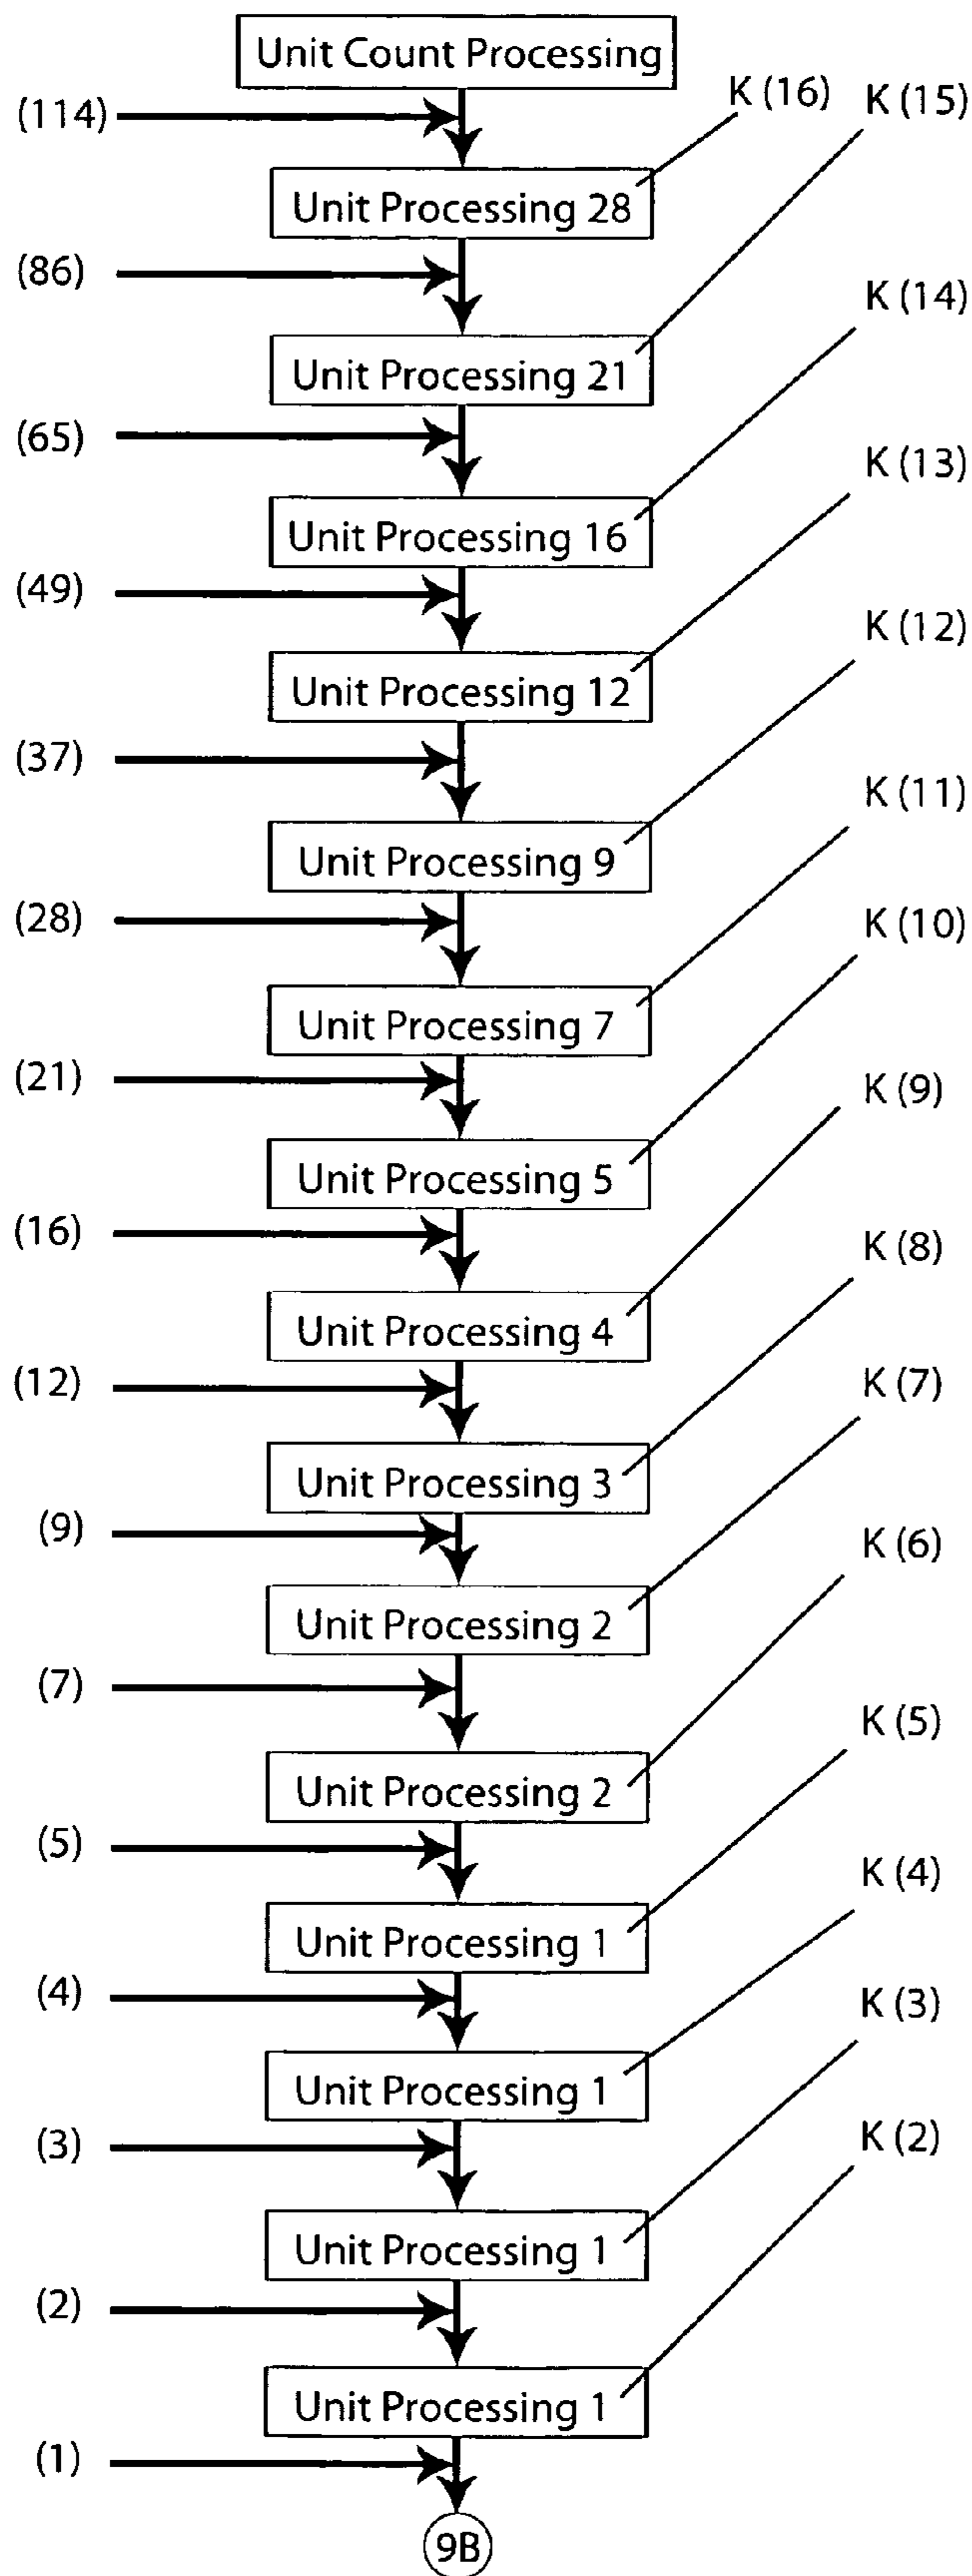 Unit Count Processing
(114)
K (16)
K (15)
Unit Processing 28
(86)
K (14)
Unit Processing 21
(65)
K (13)
Unit Processing 16
(49)
K (12)
Unit Processing 12
(37)
K (11)
Unit Processing 9
(28)
K (10)
Unit Processing 7
(21)
K (9)
Unit Processing 5
(16)
K (8)
Unit Processing 4
(12)
K (7)
Unit Processing 3
(9)
K (6)
Unit Processing 2
(7)
K (5)
Unit Processing 2
(5)
K (4)
Unit Processing 1
(4)
K (3)
Unit Processing 1
(3)
K (2)
Unit Processing 1
(2)
Unit Processing 1
(1)
9B